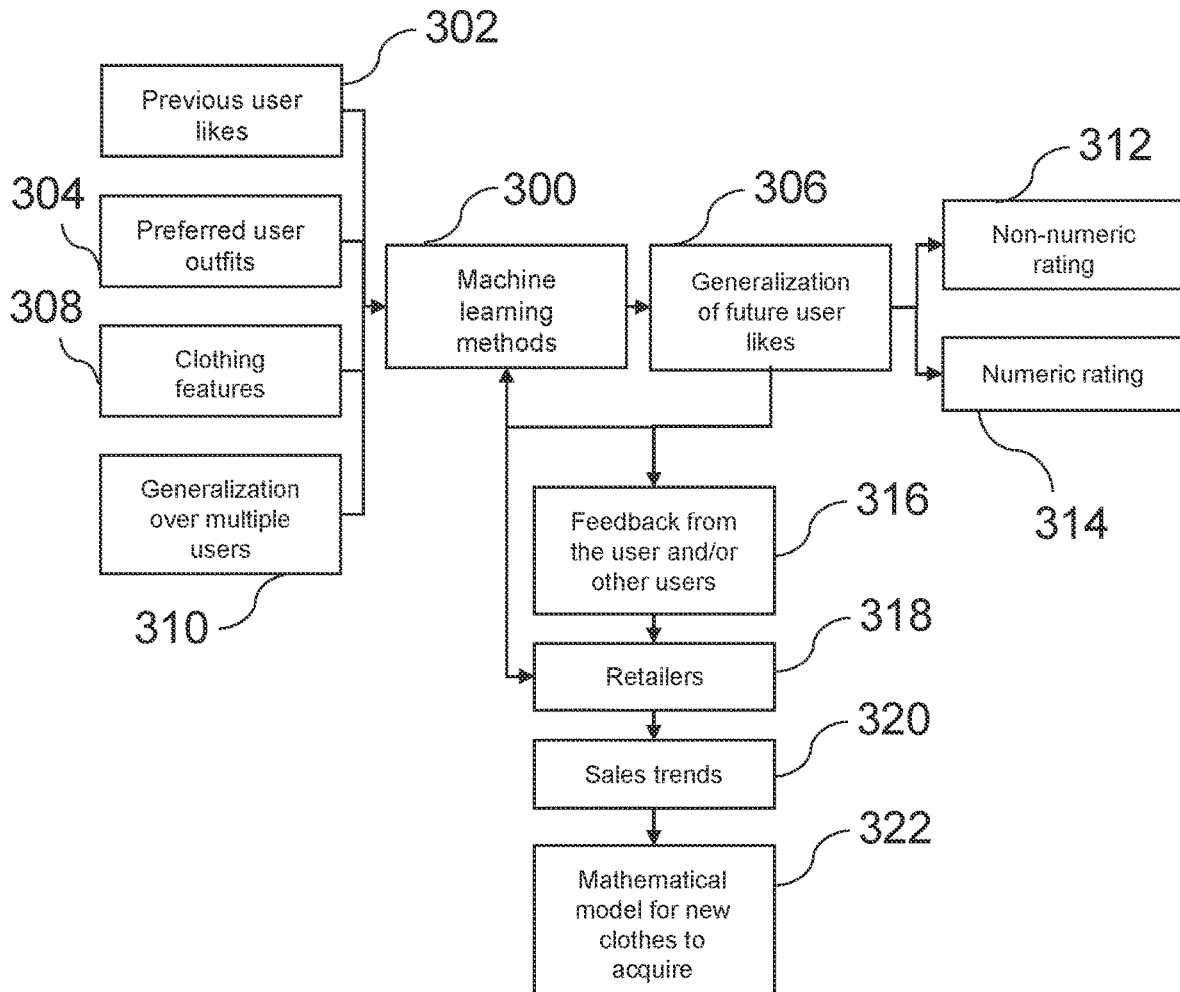 302
Previous user
likes
304
Preferred user
outfits
308
Clothing
features
Generalization
over multiple
users
310
300
Machine
learning
methods
306
Generalization
of future user
likes
312
Non-numeric
rating
Numeric rating
314
316
Feedback from
the user and/or
other users
318
Retailers
320
Sales trends
322
Mathematical
model for new
clothes to
acquire